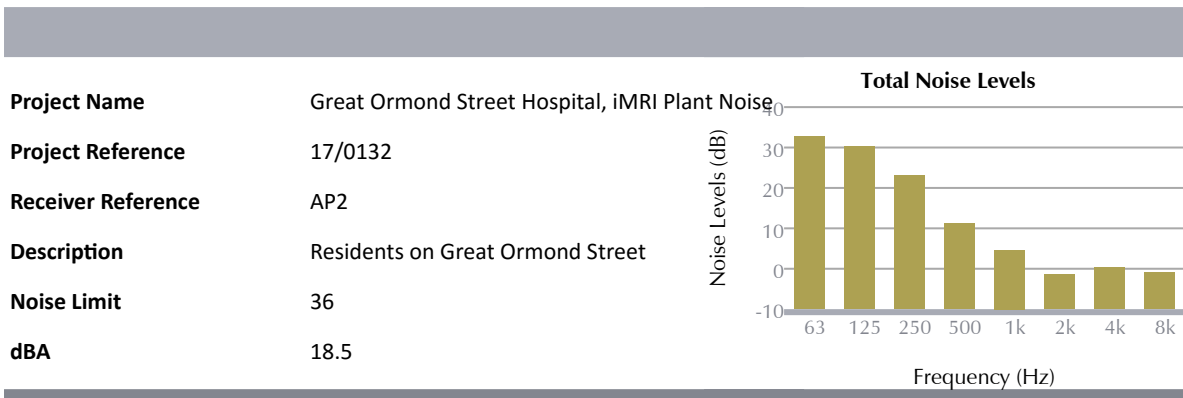 Project Name Great Ormond Street Hospital, iMRI Plant Noise
Project Reference 17/0132
Receiver Reference AP2
Description Residents on Great Ormond Street
Noise Limit 36
dBA 18.5
Total Noise Levels
Noise Levels (dB)
40
30
20
10
0
-10
63 125 250 500 1k 2k 4k 8k
Frequency (Hz)